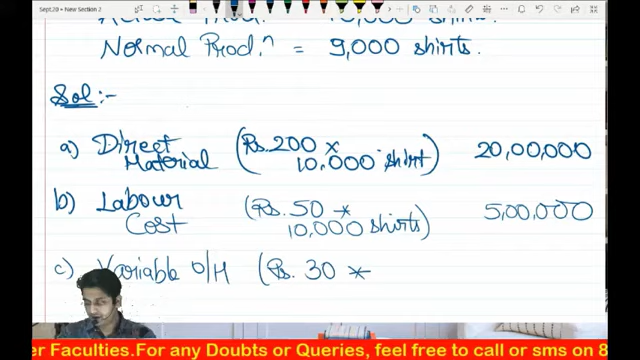 Sept.20 • New Section 2
Normal Prod.ⁿ = 9,000 shirts.
Sol :-
a) Direct Material (Rs. 200 × 10,000 shirt) 20,00,000
b) Labour Cost (Rs. 50 * 10,000 shirts) 5,00,000
c) Variable O/H (Rs. 30 *
er Faculties.For any Doubts or Queries, feel free to call or sms on 8